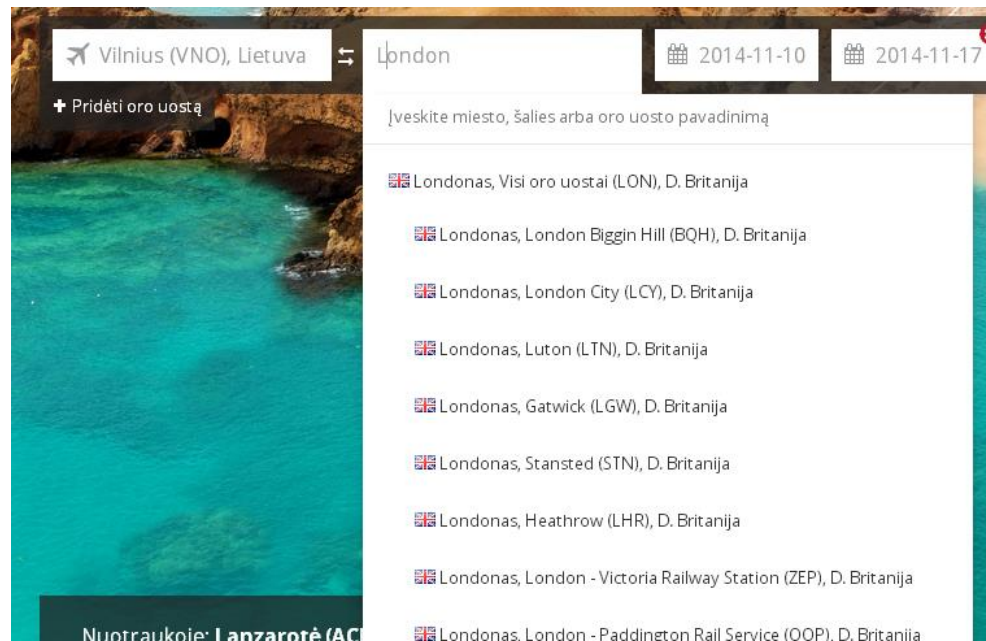 Vilnius (VNO), Lietuva
London
2014-11-10
2014-11-17
+ Pridėti oro uostą
Įveskite miesto, šalies arba oro uosto pavadinimą
Londonas, Visi oro uostai (LON), D. Britanija
Londonas, London Biggin Hill (BQH), D. Britanija
Londonas, London City (LCY), D. Britanija
Londonas, Luton (LTN), D. Britanija
Londonas, Gatwick (LGW), D. Britanija
Londonas, Stansted (STN), D. Britanija
Londonas, Heathrow (LHR), D. Britanija
Londonas, London - Victoria Railway Station (ZEP), D. Britanija
Nuotraukoje: Lanzarotė (AC
Londonas, London - Paddington Rail Service (QQP), D. Britanija